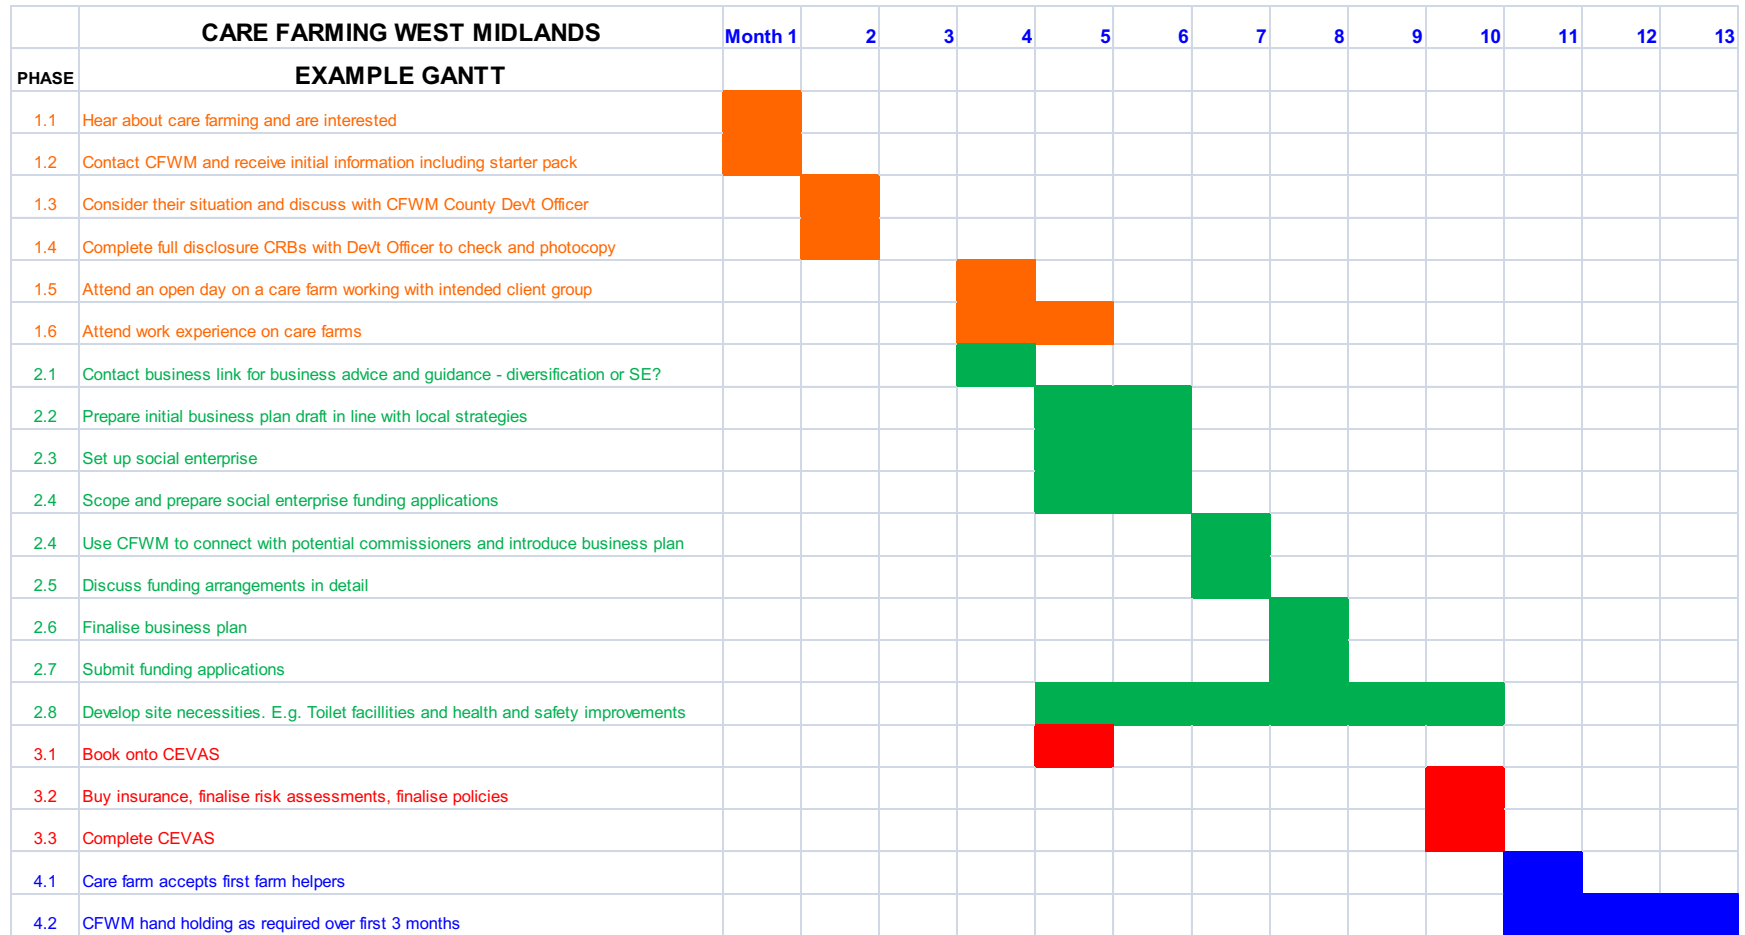 CARE FARMING WEST MIDLANDS Month 1 2 3 4 5 6 7 8 9 10 11 12 13
PHASE EXAMPLE GANTT
1.1 Hear about care farming and are interested
1.2 Contact CFWM and receive initial information including starter pack
1.3 Consider their situation and discuss with CFWM County Dev't Officer
1.4 Complete full disclosure CRBs with Dev't Officer to check and photocopy
1.5 Attend an open day on a care farm working with intended client group
1.6 Attend work experience on care farms
2.1 Contact business link for business advice and guidance - diversification or SE?
2.2 Prepare initial business plan draft in line with local strategies
2.3 Set up social enterprise
2.4 Scope and prepare social enterprise funding applications
2.4 Use CFWM to connect with potential commissioners and introduce business plan
2.5 Discuss funding arrangements in detail
2.6 Finalise business plan
2.7 Submit funding applications
2.8 Develop site necessities. E.g. Toilet facillities and health and safety improvements
3.1 Book onto CEVAS
3.2 Buy insurance, finalise risk assessments, finalise policies
3.3 Complete CEVAS
4.1 Care farm accepts first farm helpers
4.2 CFWM hand holding as required over first 3 months